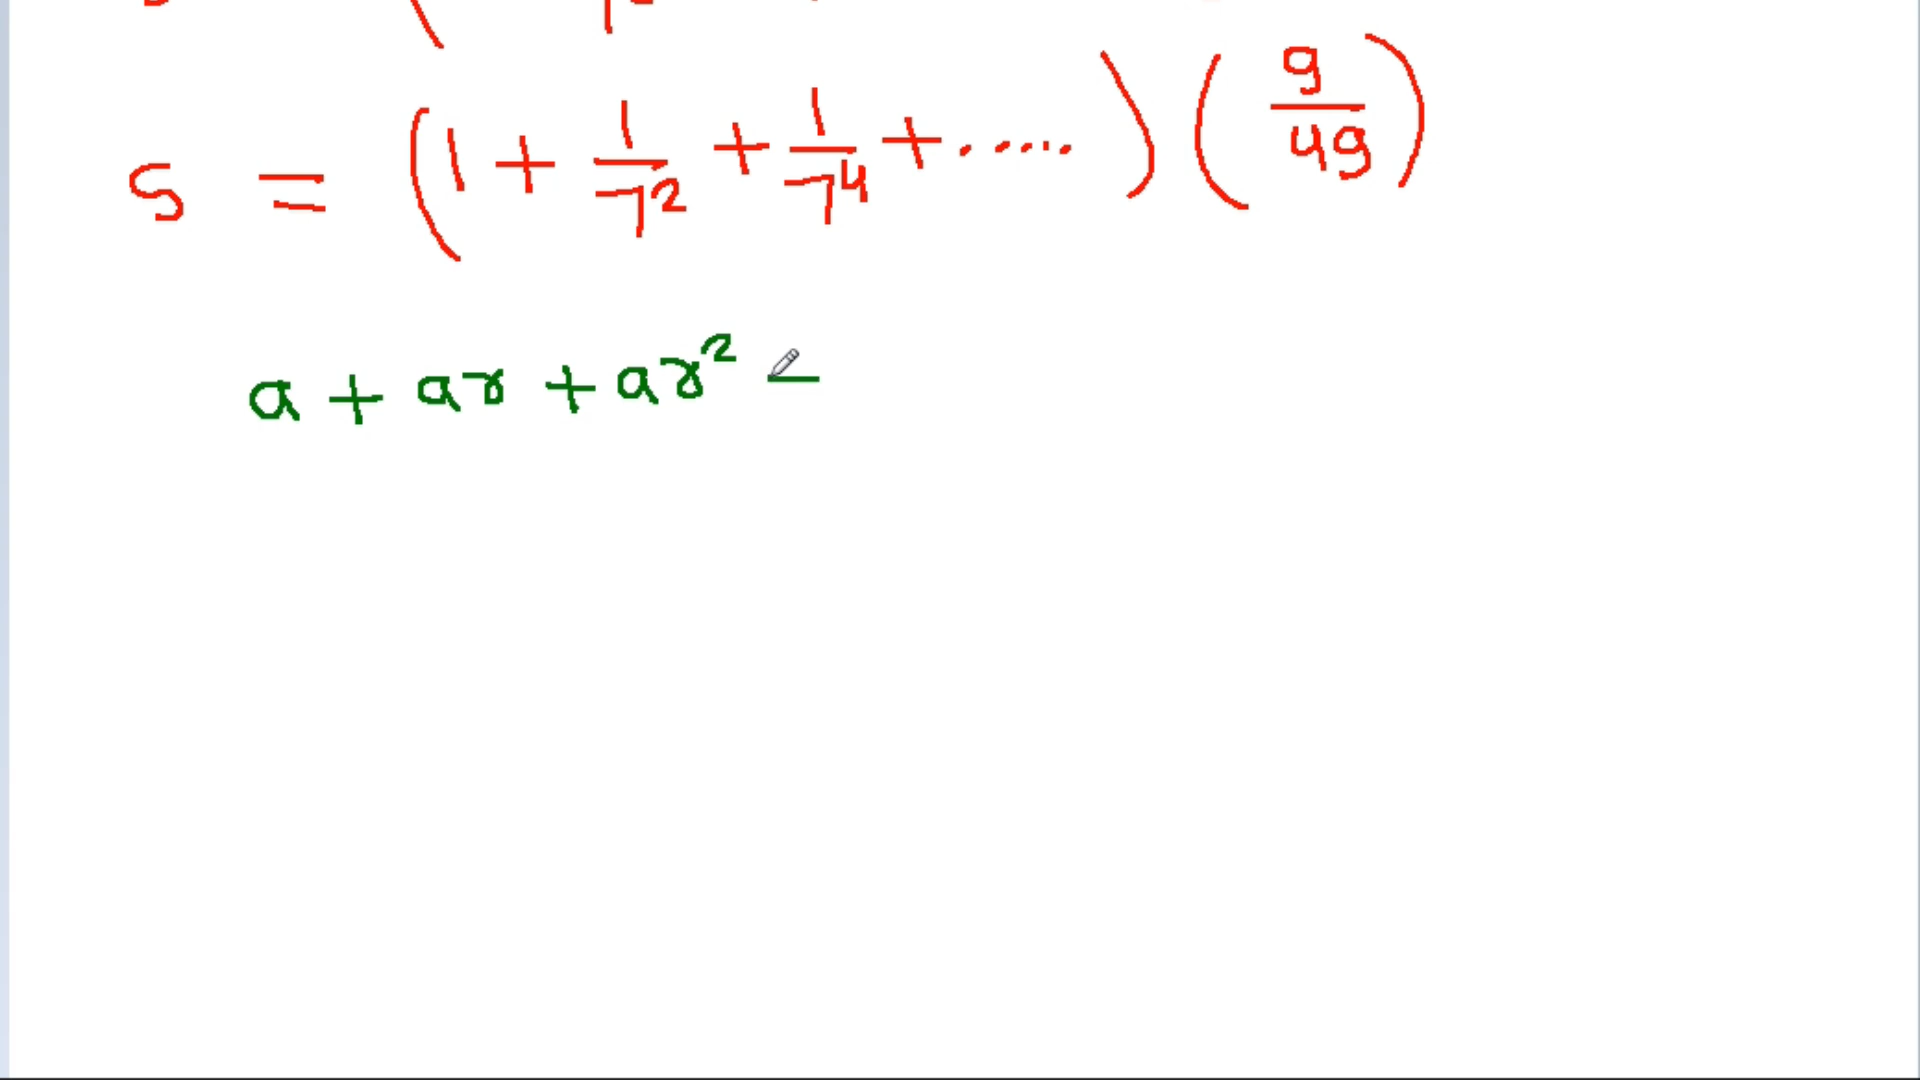 S = (1 + 1/7² + 1/7⁴ + .....) (9/49)
a + ar + ar² –